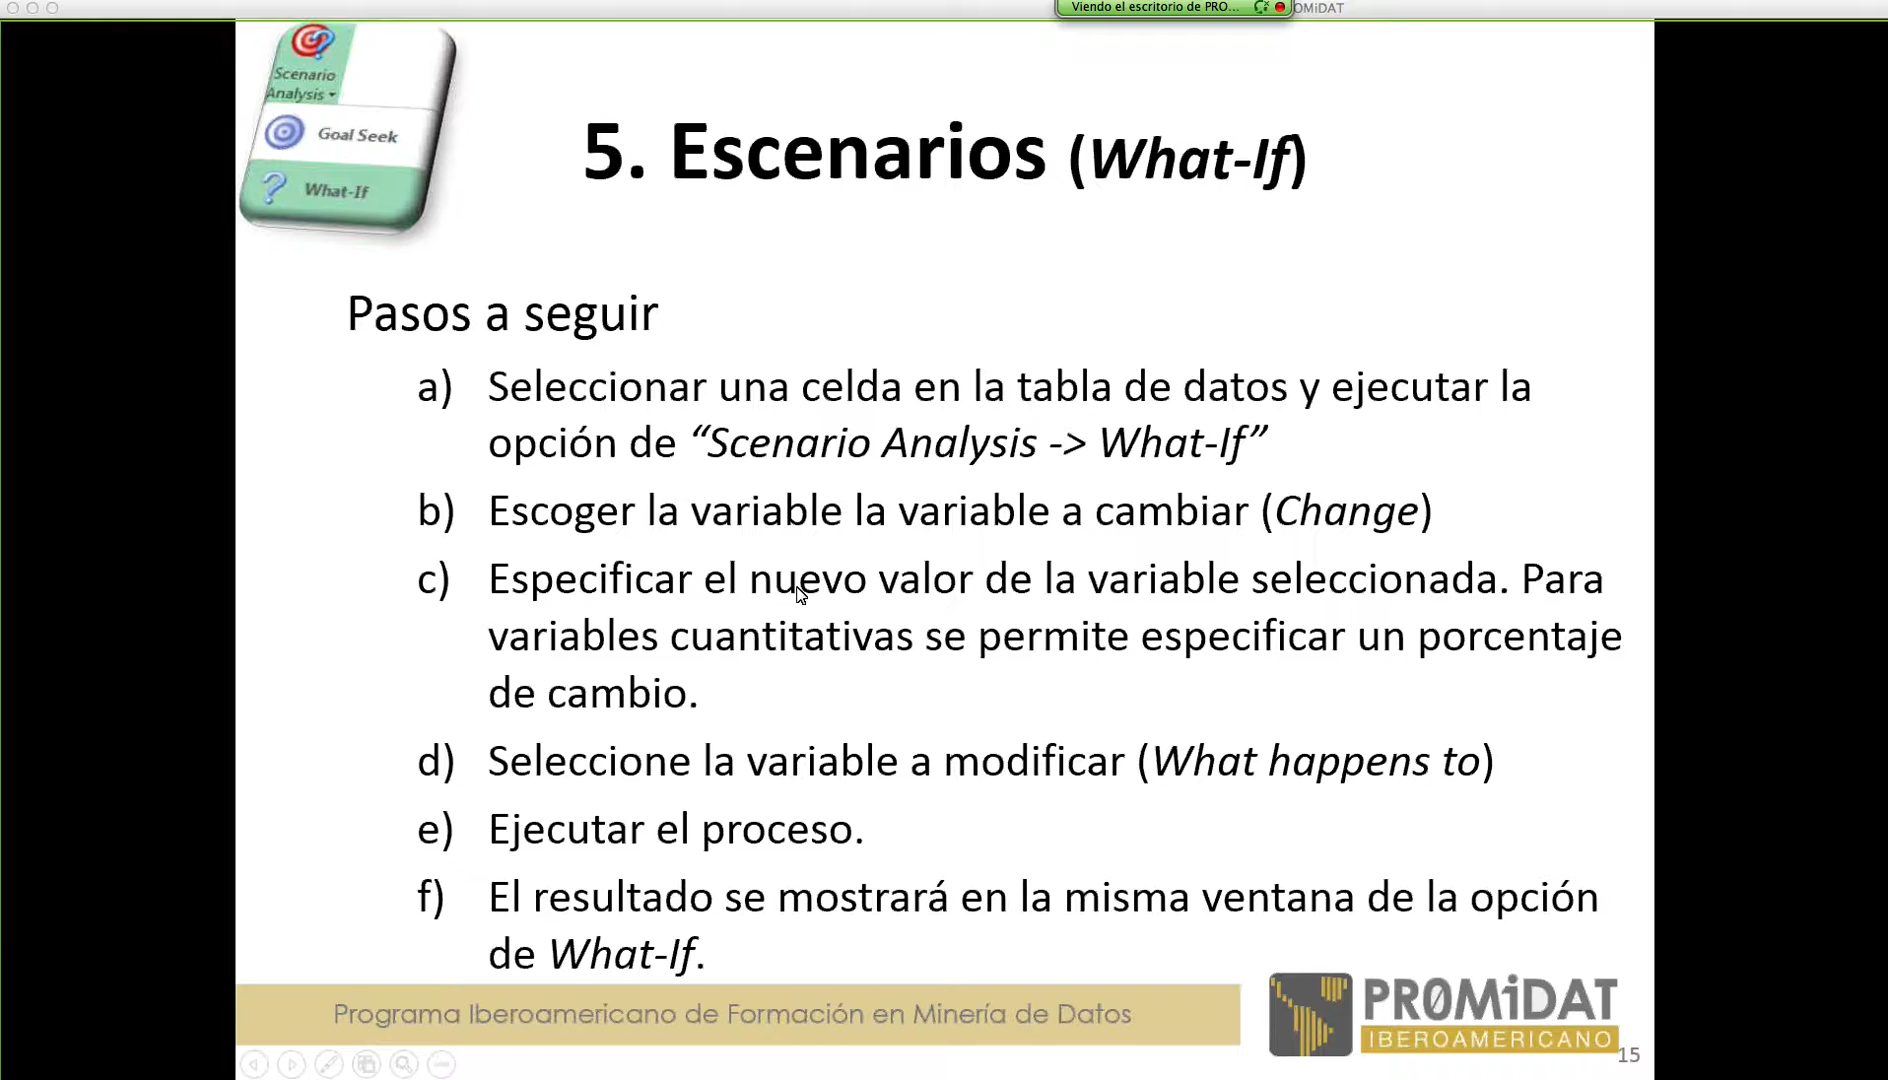 Viendo el escritorio de PRO...
OMiDAT
Scenario
Analysis
Goal Seek
What-If
5. Escenarios (What-If)
Pasos a seguir
a) Seleccionar una celda en la tabla de datos y ejecutar la
opción de “Scenario Analysis -> What-If”
b) Escoger la variable la variable a cambiar (Change)
c) Especificar el nuevo valor de la variable seleccionada. Para
variables cuantitativas se permite especificar un porcentaje
de cambio.
d) Seleccione la variable a modificar (What happens to)
e) Ejecutar el proceso.
f) El resultado se mostrará en la misma ventana de la opción
de What-If.
Programa Iberoamericano de Formación en Minería de Datos
PR0MiDAT
IBEROAMERICANO
15